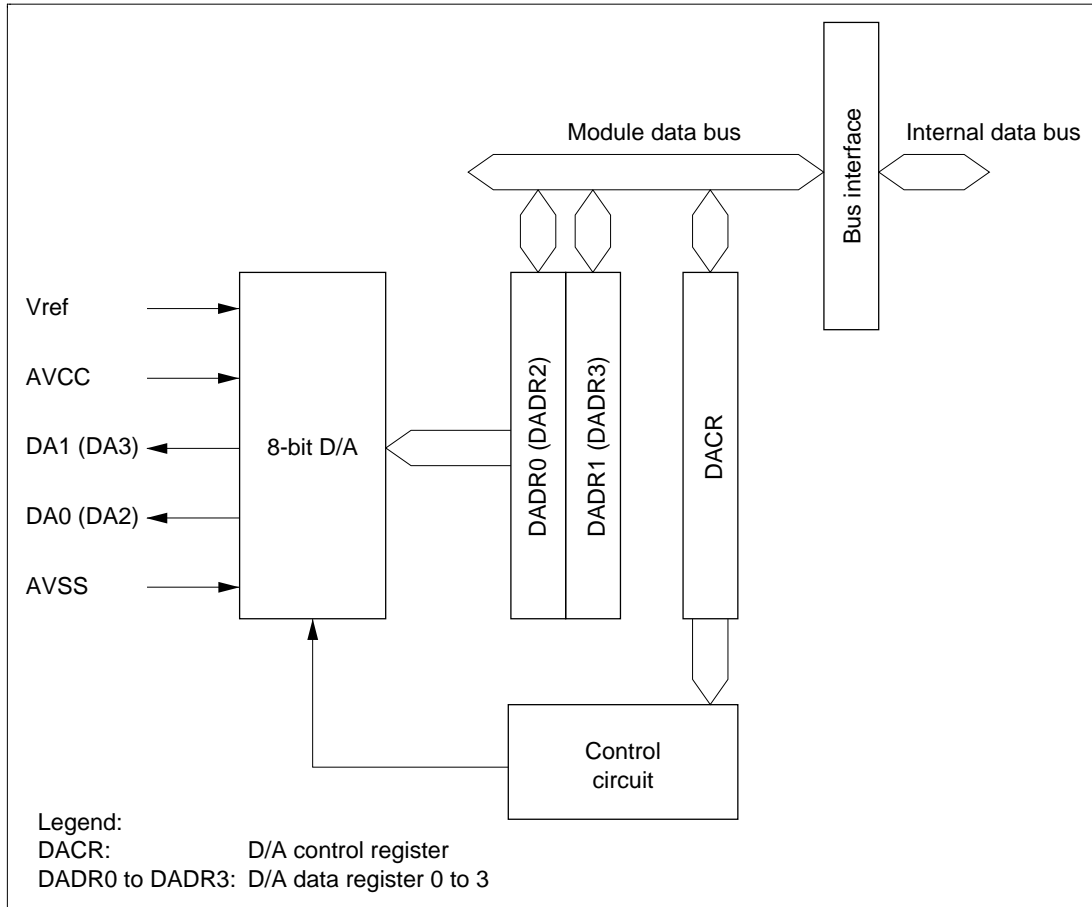 Module data bus
Internal data bus
Bus interface
Vref
AVCC
DA1 (DA3)
DA0 (DA2)
AVSS
8-bit D/A
DADR0 (DADR2)
DADR1 (DADR3)
DACR
Control
circuit
Legend:
DACR: D/A control register
DADR0 to DADR3: D/A data register 0 to 3